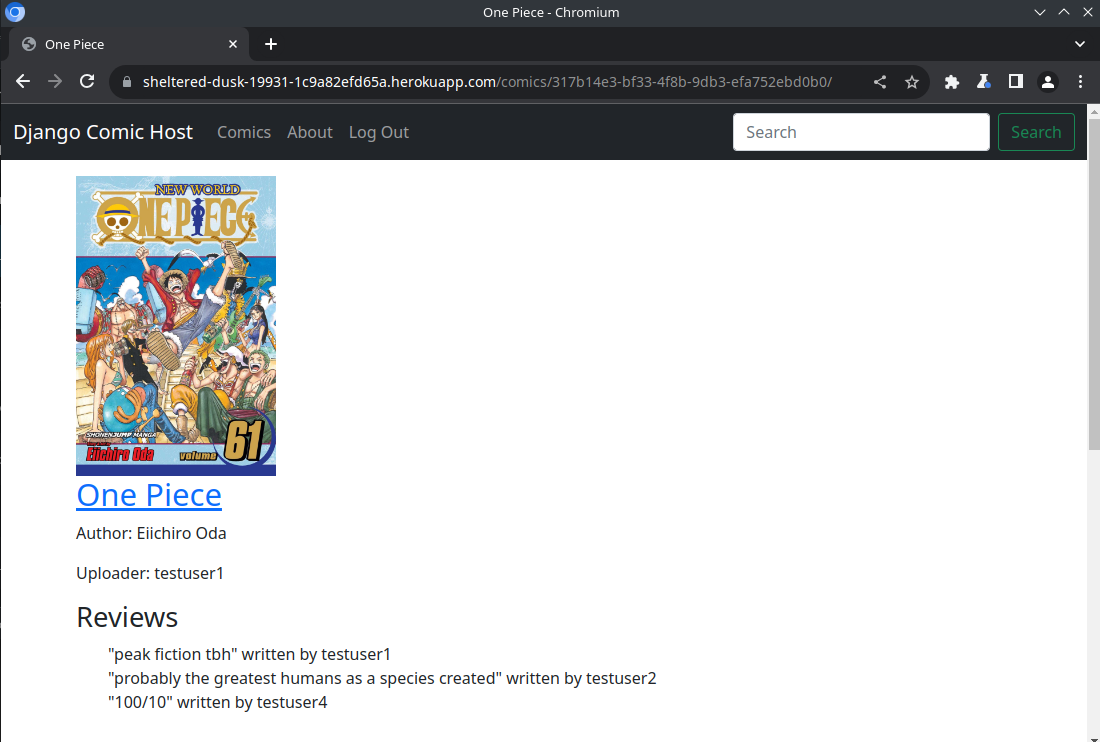 One Piece - Chromium
One Piece
sheltered-dusk-19931-1c9a82efd65a.herokuapp.com/comics/317b14e3-bf33-4f8b-9db3-efa752ebd0b0/
Django Comic Host Comics About Log Out Search Search
NEW WORLD
ONE PIECE
SHONEN JUMP MANGA
Eiichiro Oda volume 61
One Piece
Author: Eiichiro Oda
Uploader: testuser1
Reviews
"peak fiction tbh" written by testuser1
"probably the greatest humans as a species created" written by testuser2
"100/10" written by testuser4